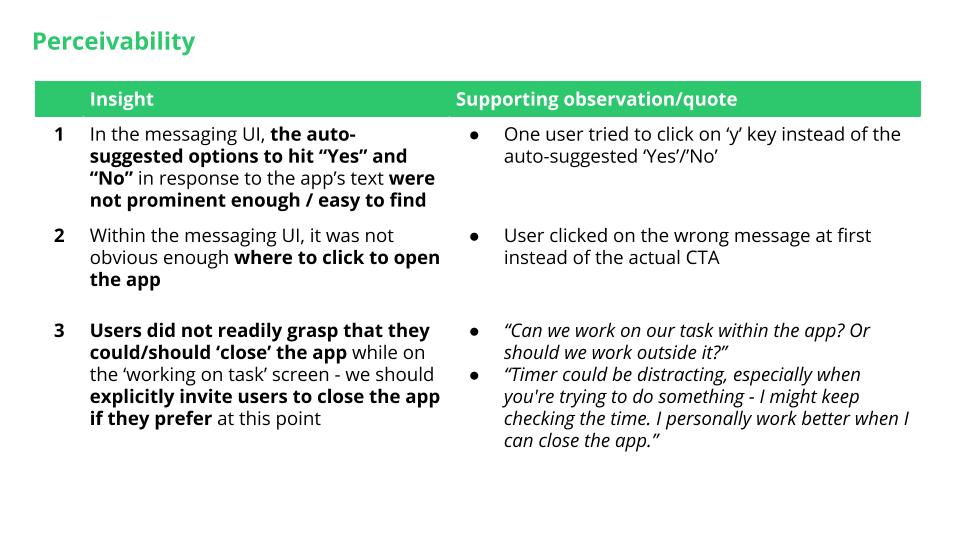 Perceivability
Insight
Supporting observation/quote
1
In the messaging UI, the auto-
suggested options to hit “Yes” and
“No” in response to the app’s text were
not prominent enough / easy to find
● One user tried to click on ‘y’ key instead of the
auto-suggested ‘Yes’/’No’
2
Within the messaging UI, it was not
obvious enough where to click to open
the app
● User clicked on the wrong message at first
instead of the actual CTA
3
Users did not readily grasp that they
could/should ‘close’ the app while on
the ‘working on task’ screen - we should
explicitly invite users to close the app
if they prefer at this point
● “Can we work on our task within the app? Or
should we work outside it?”
● “Timer could be distracting, especially when
you're trying to do something - I might keep
checking the time. I personally work better when I
can close the app.”